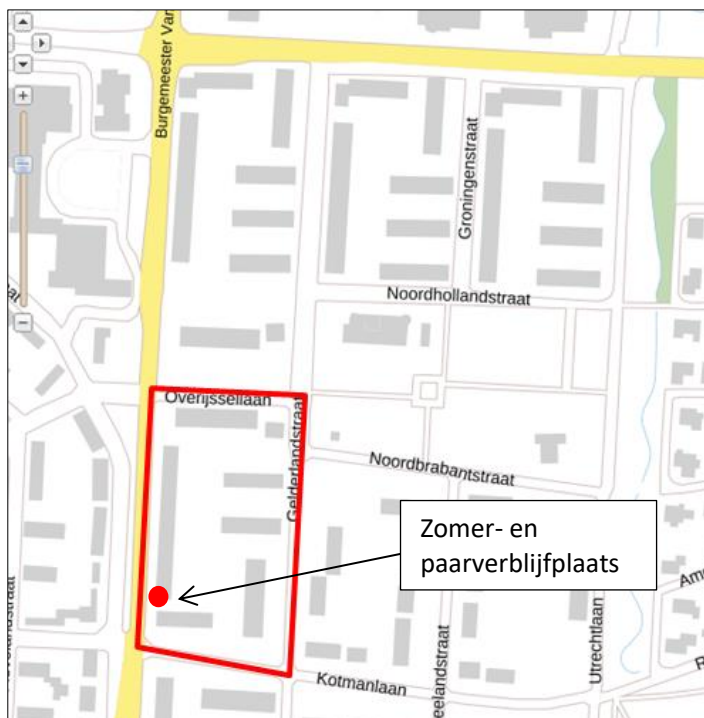 Burgemeester Van
Groningenstraat
Noordhollandstraat
Overijssellaan
Gelderlandstraat
Noordbrabantstraat
Zomer- en
paarverblijfplaats
Utrechtlaan
Kotmanlaan